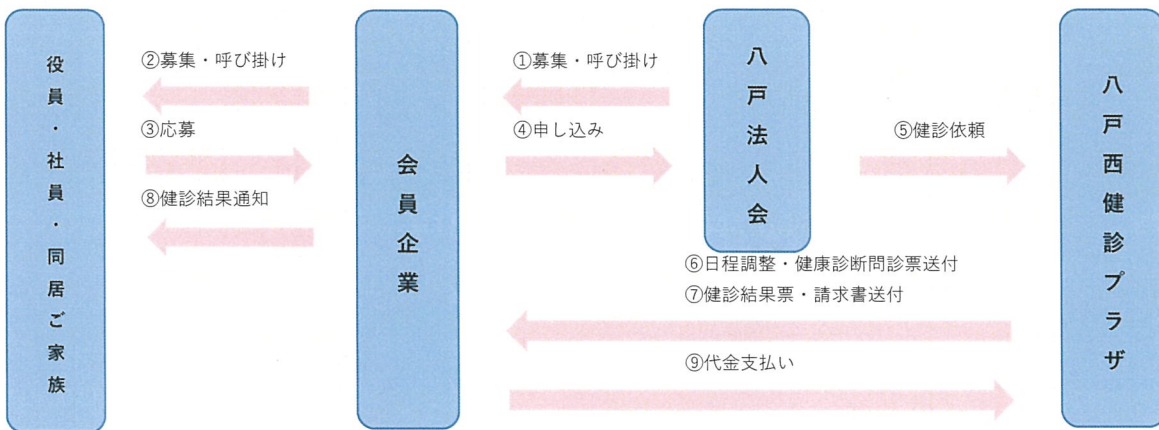 役員・社員・同居ご家族
②募集・呼び掛け
③応募
⑧健診結果通知
会員企業
①募集・呼び掛け
④申し込み
八戸法人会
⑤健診依頼
⑥日程調整・健康診断問診票送付
⑦健診結果票・請求書送付
⑨代金支払い
八戸西健診プラザ